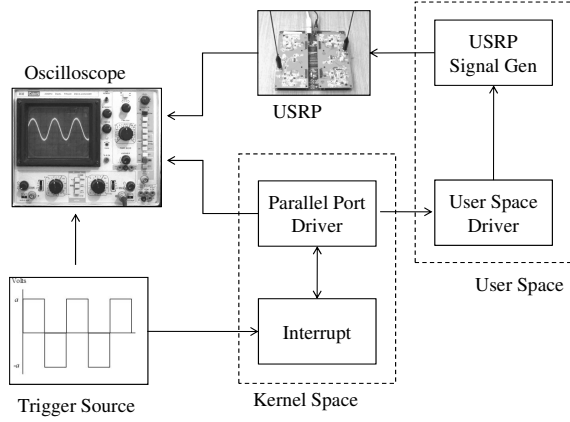 USRP
Signal Gen
Oscilloscope
USRP
Parallel Port
Driver
User Space
Driver
User Space
Volts
a
-a
Interrupt
Trigger Source
Kernel Space